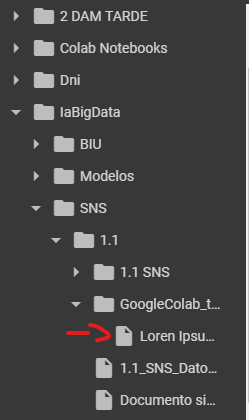 2 DAM TARDE
Colab Notebooks
Dni
IaBigData
BIU
Modelos
SNS
1.1
1.1 SNS
GoogleColab_t...
Loren Ipsu...
1.1_SNS_Dato...
Documento si...